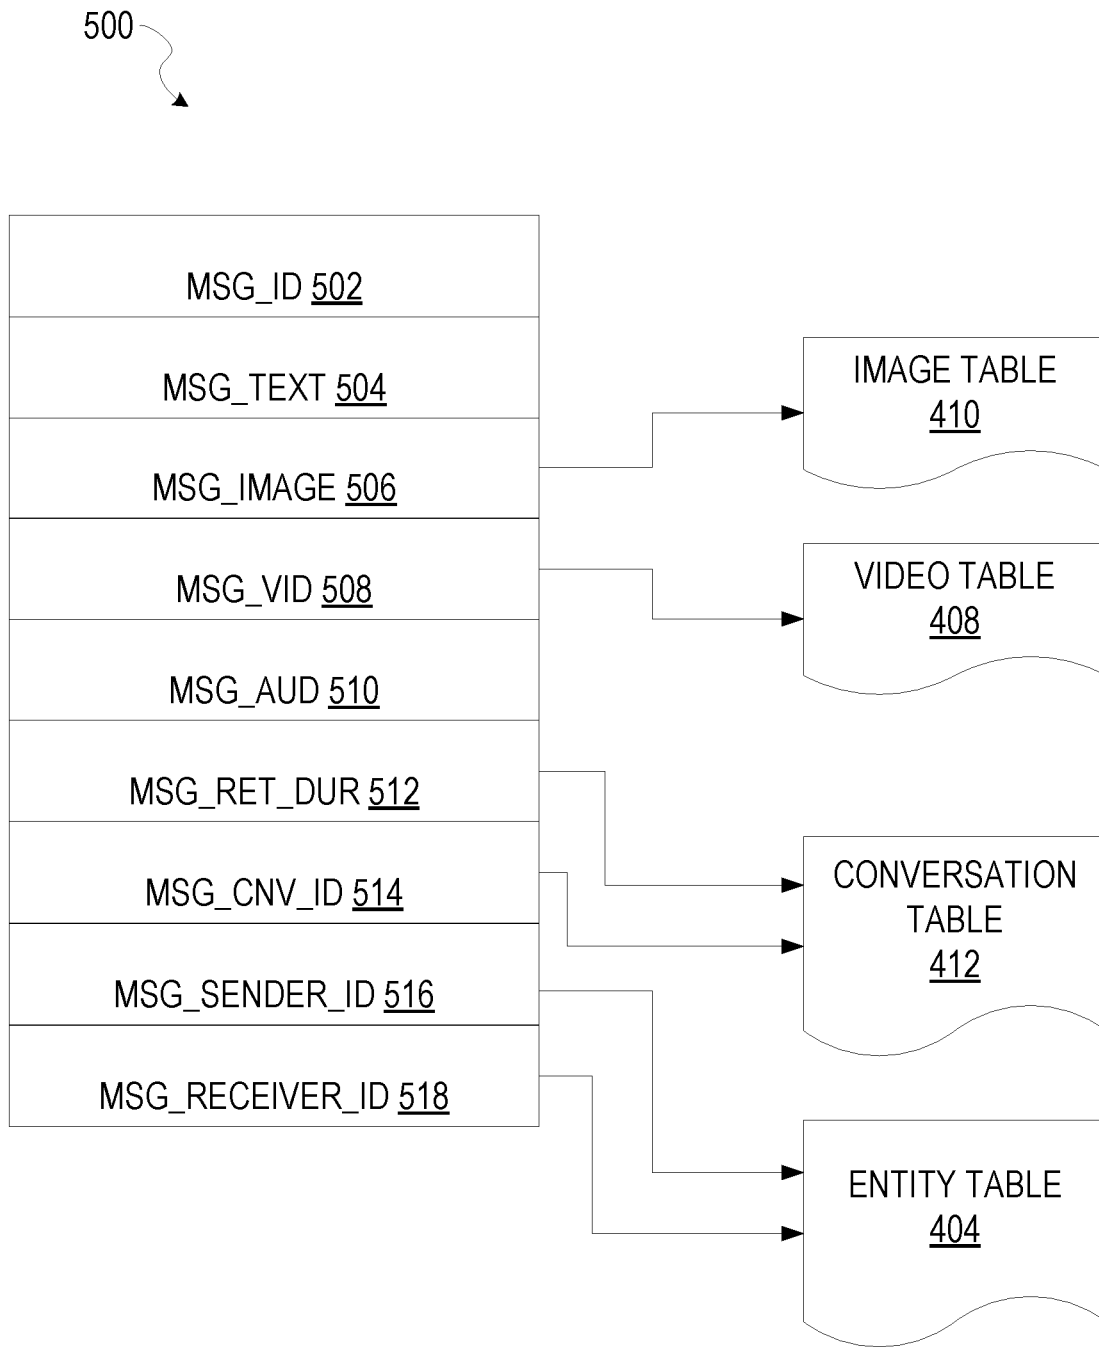 500
MSG_ID 502
MSG_TEXT 504
MSG_IMAGE 506
MSG_VID 508
MSG_AUD 510
MSG_RET_DUR 512
MSG_CNV_ID 514
MSG_SENDER_ID 516
MSG_RECEIVER_ID 518
IMAGE TABLE
410
VIDEO TABLE
408
CONVERSATION
TABLE
412
ENTITY TABLE
404